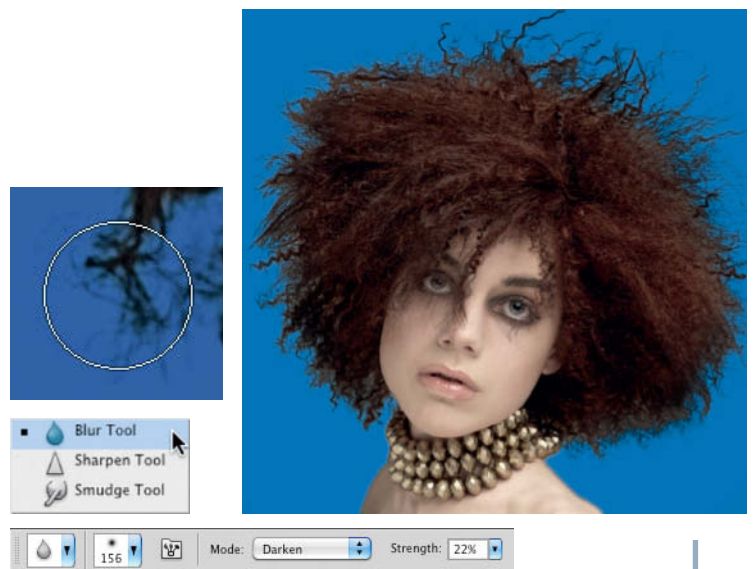 Blur Tool
Sharpen Tool
Smudge Tool
156 Mode: Darken Strength: 22%